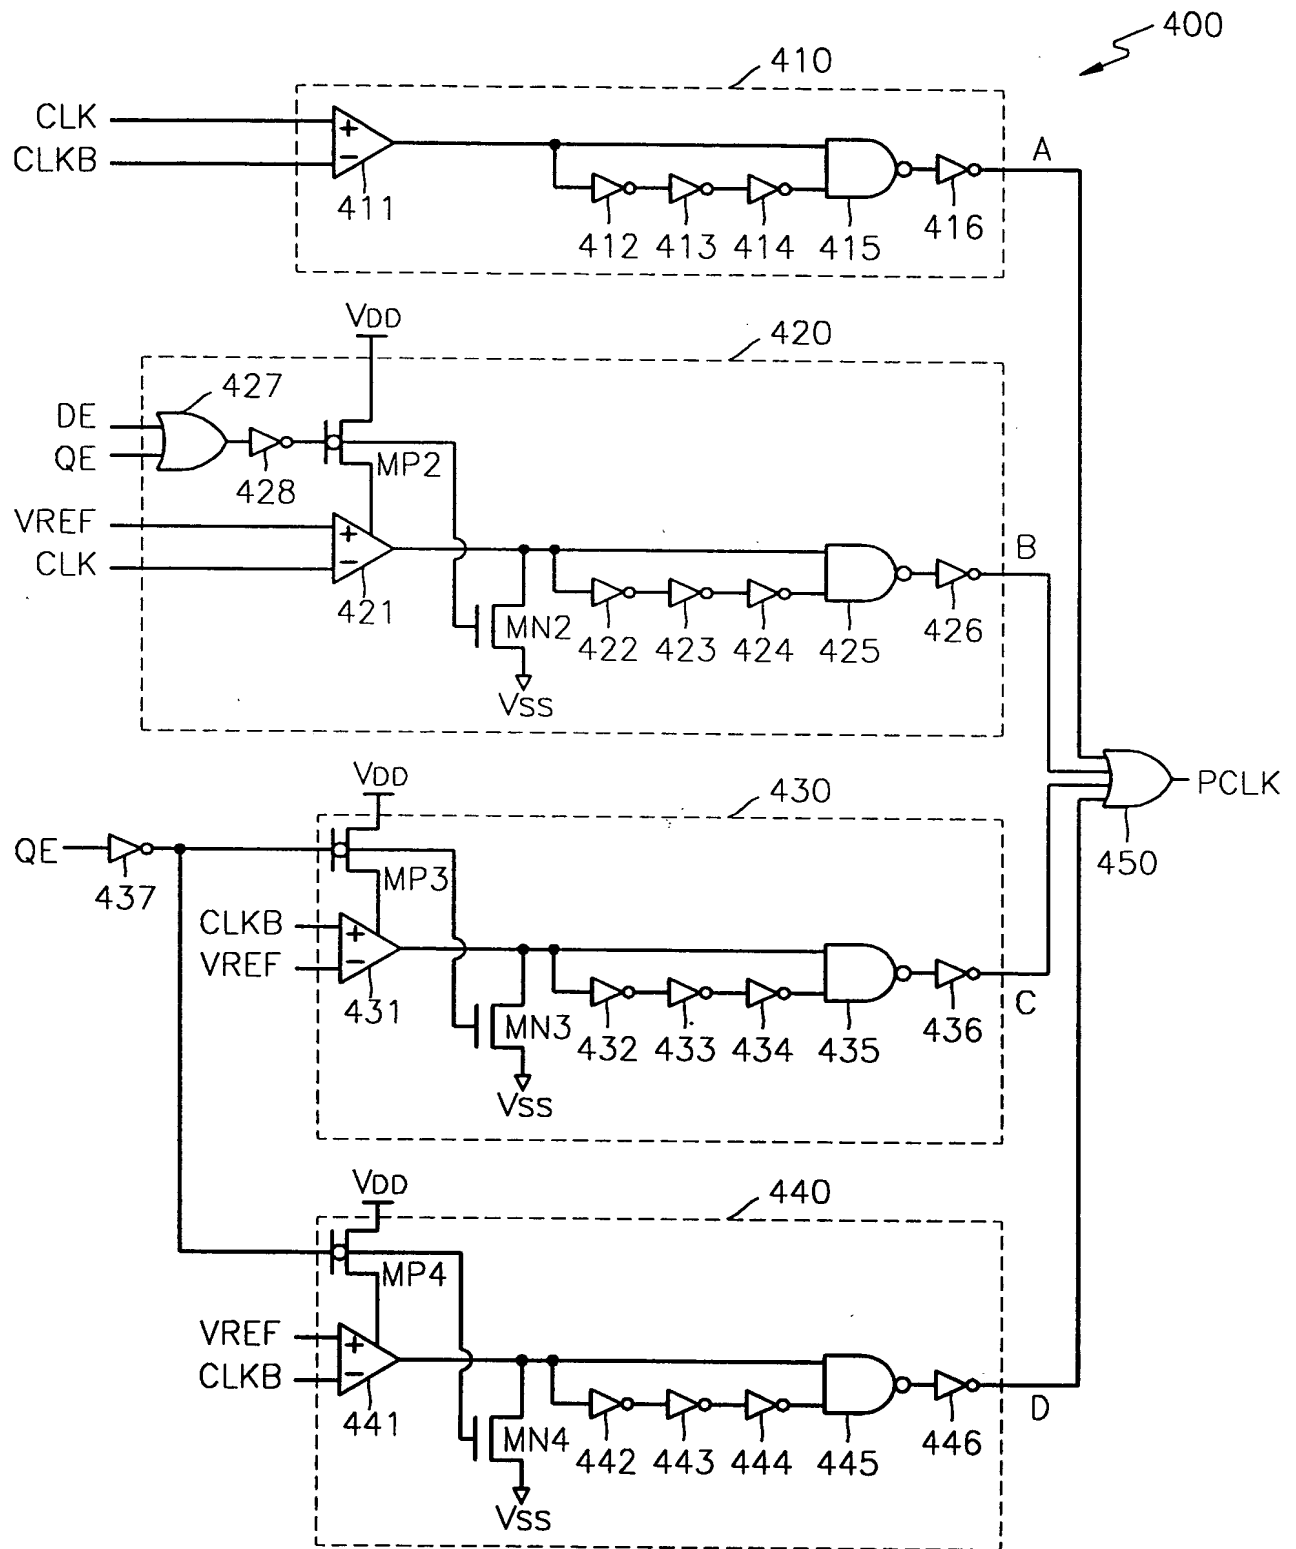 400
410
CLK
CLKB
+
−
411
412
413
414
415
416
A
VDD
420
427
DE
QE
428
MP2
VREF
CLK
+
−
421
MN2
VSS
422
423
424
425
426
B
VDD
430
QE
437
MP3
CLKB
VREF
+
−
431
MN3
VSS
432
433
434
435
436
C
450
PCLK
VDD
440
MP4
VREF
CLKB
+
−
441
MN4
VSS
442
443
444
445
446
D